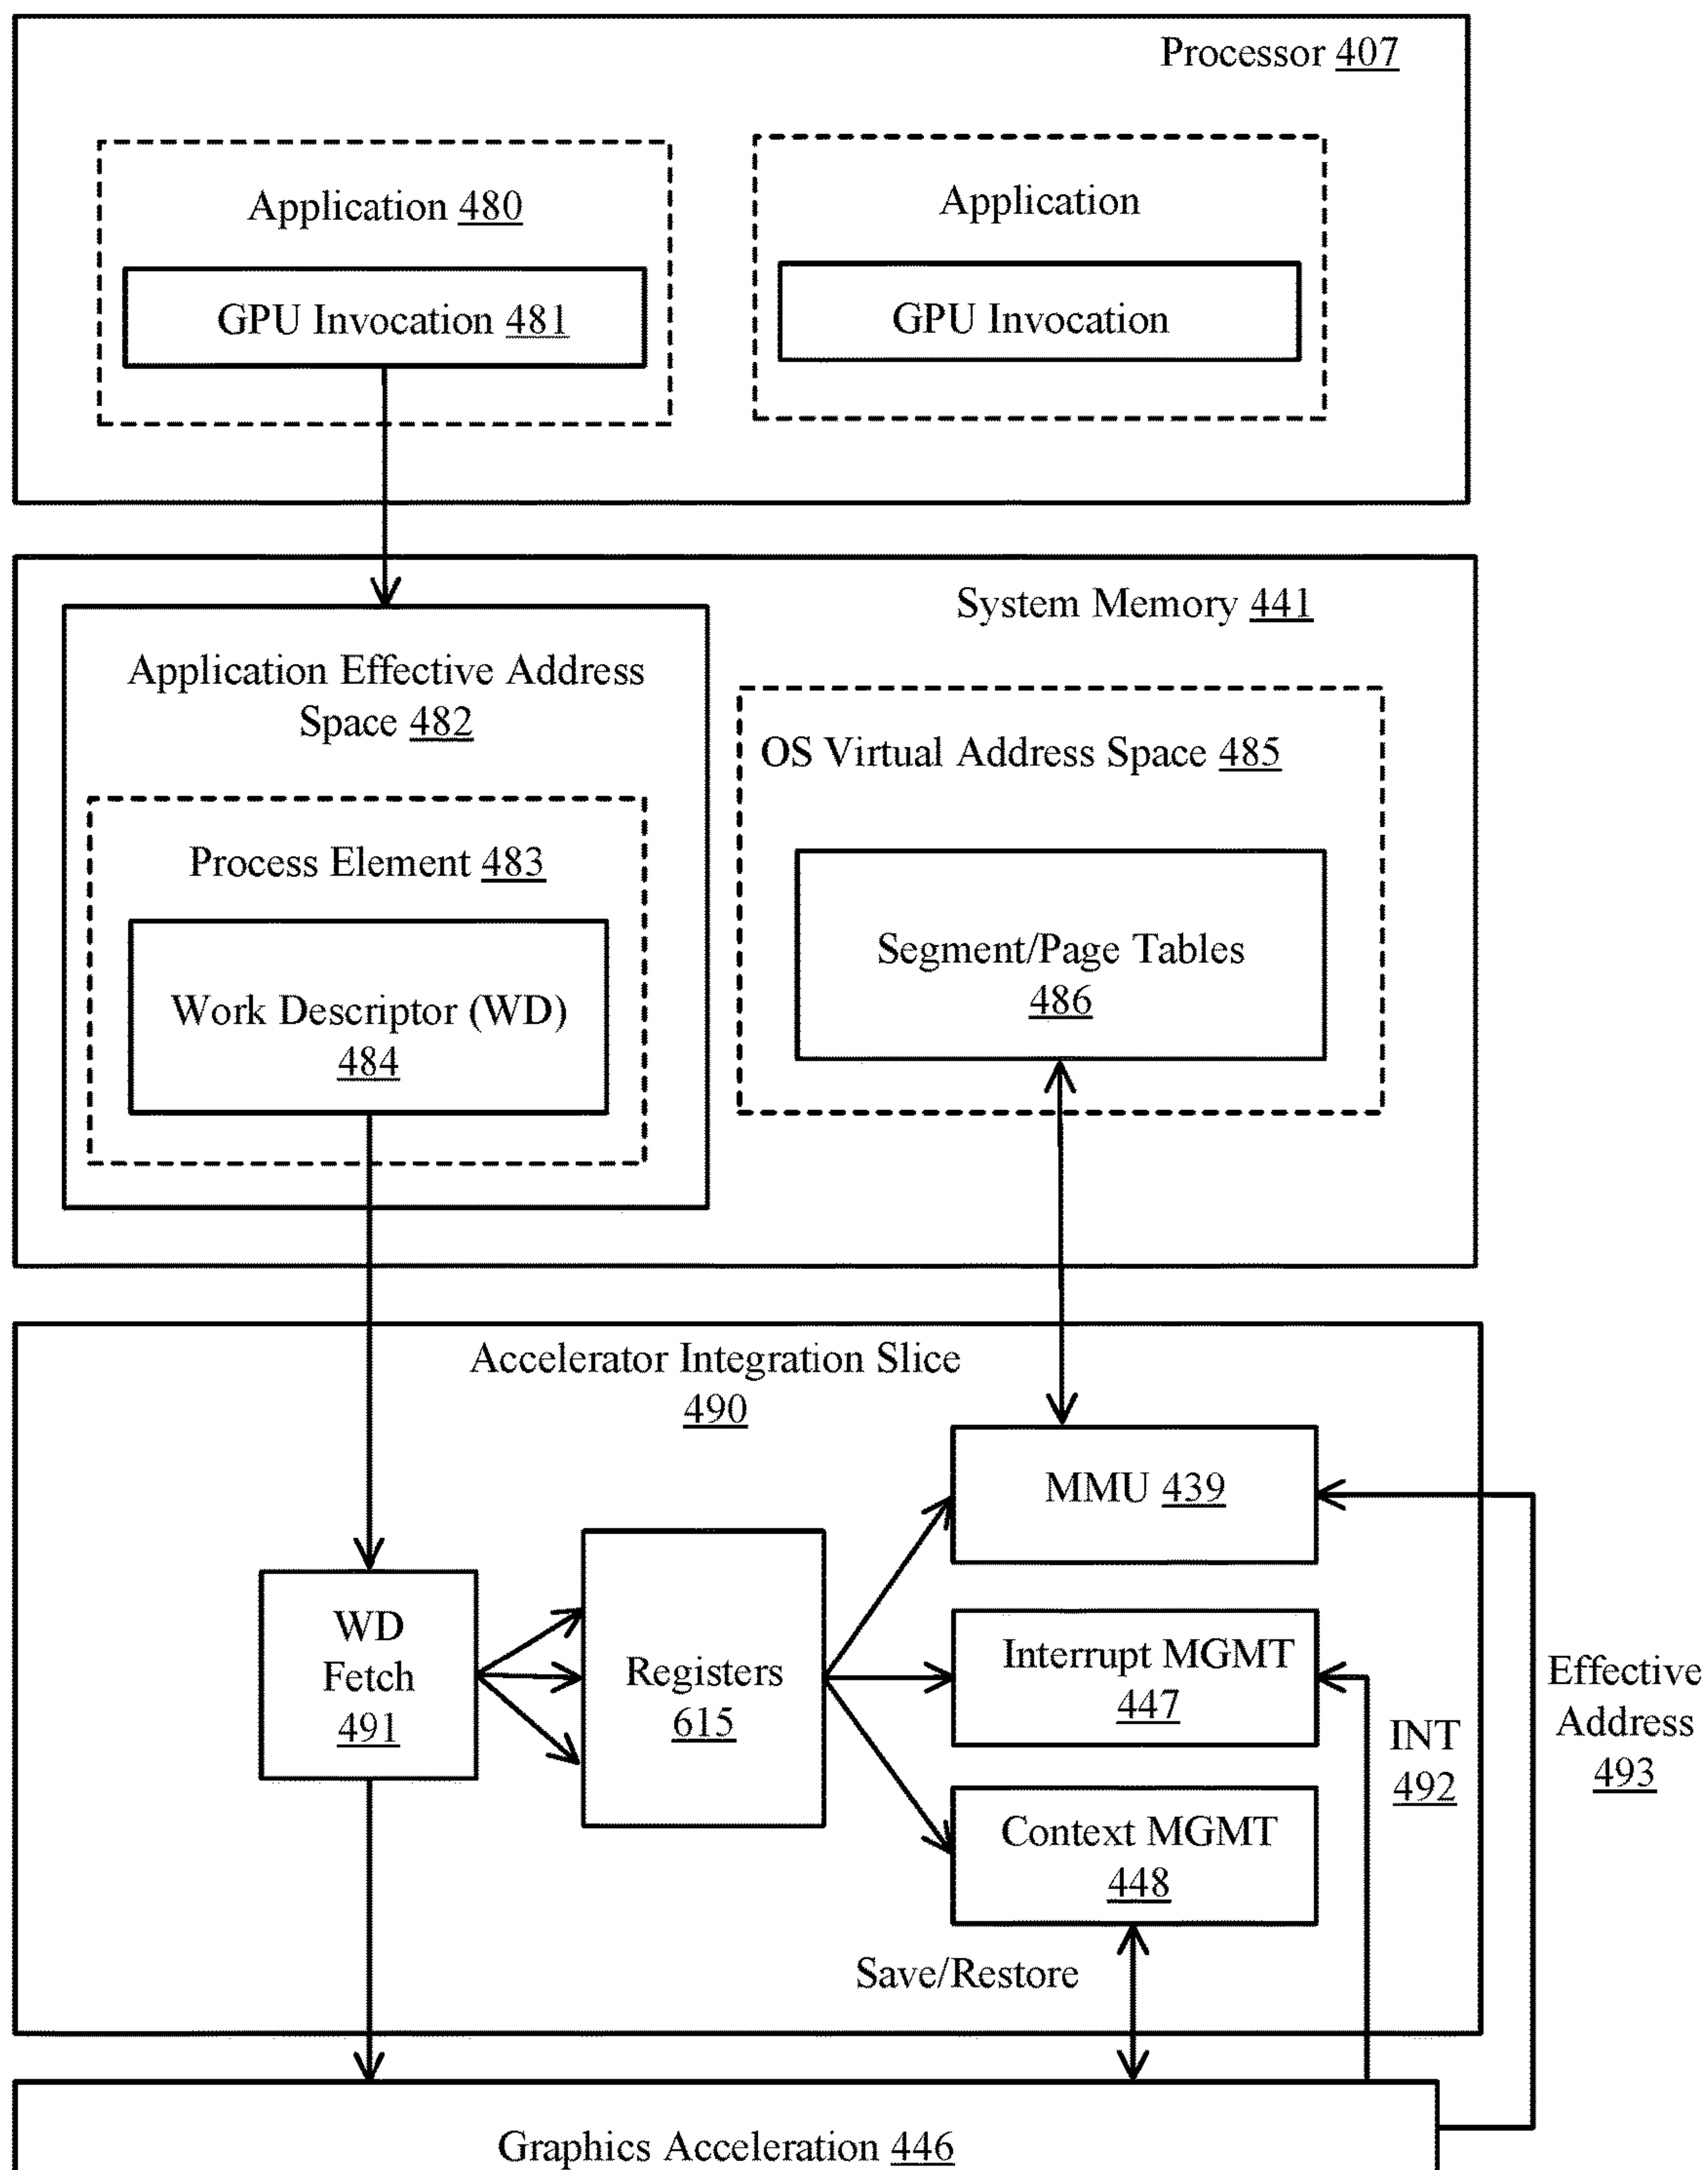 Processor 407
Application 480
Application
GPU Invocation 481
GPU Invocation
System Memory 441
Application Effective Address
Space 482
OS Virtual Address Space 485
Process Element 483
Segment/Page Tables
486
Work Descriptor (WD)
484
Accelerator Integration Slice
490
MMU 439
WD
Fetch
491
Registers
615
Interrupt MGMT
447
Effective
Address
493
INT
492
Context MGMT
448
Save/Restore
Graphics Acceleration 446